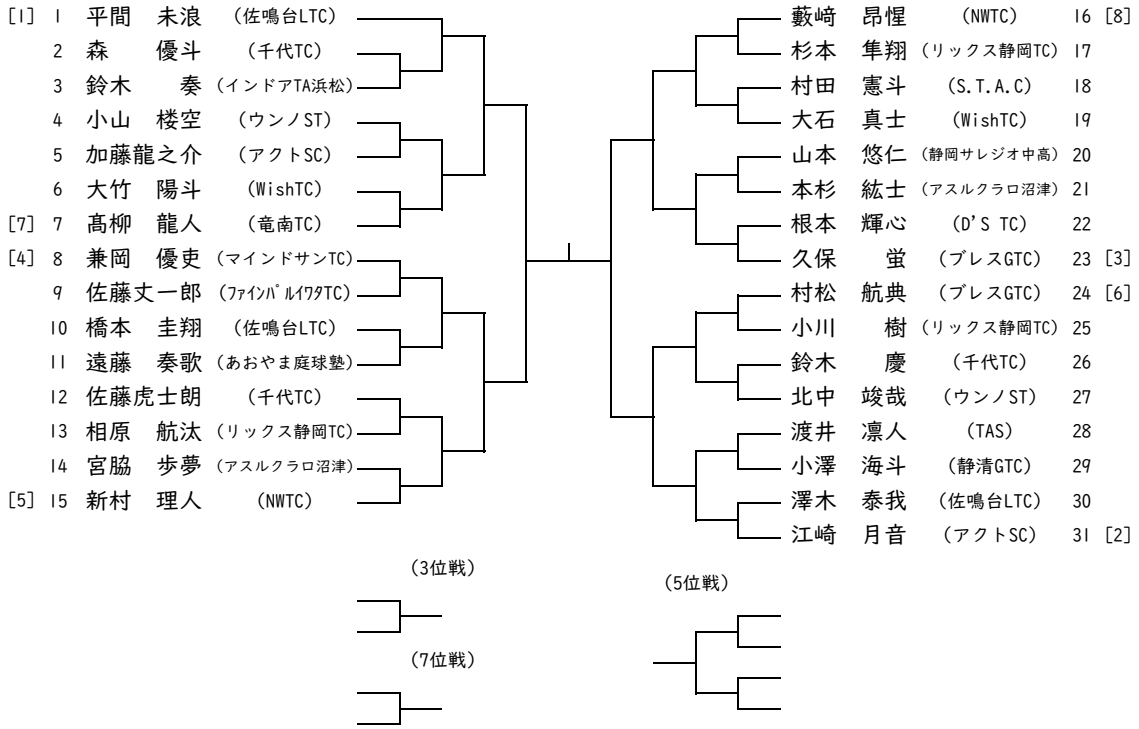 [1] 1 平間 未浪 (佐鳴台LTC)
2 森 優斗 (千代TC)
3 鈴木 奏 (インドアTA浜松)
4 小山 楼空 (ウンノST)
5 加藤龍之介 (アクトSC)
6 大竹 陽斗 (WishTC)
[7] 7 髙柳 龍人 (竜南TC)
[4] 8 兼岡 優吏 (マインドサンTC)
9 佐藤丈一郎 (ファインパルイワタTC)
10 橋本 圭翔 (佐鳴台LTC)
11 遠藤 奏歌 (あおやま庭球塾)
12 佐藤虎士朗 (千代TC)
13 相原 航汰 (リックス静岡TC)
14 宮脇 歩夢 (アスルクラロ沼津)
[5] 15 新村 理人 (NWTC)
藪﨑 昂惺 (NWTC) 16 [8]
杉本 隼翔 (リックス静岡TC) 17
村田 憲斗 (S.T.A.C) 18
大石 真士 (WishTC) 19
山本 悠仁 (静岡サレジオ中高) 20
本杉 紘士 (アスルクラロ沼津) 21
根本 輝心 (D'S TC) 22
久保 蛍 (ブレスGTC) 23 [3]
村松 航典 (ブレスGTC) 24 [6]
小川 樹 (リックス静岡TC) 25
鈴木 慶 (千代TC) 26
北中 竣哉 (ウンノST) 27
渡井 凛人 (TAS) 28
小澤 海斗 (静清GTC) 29
澤木 泰我 (佐鳴台LTC) 30
江崎 月音 (アクトSC) 31 [2]
(3位戦)
(5位戦)
(7位戦)